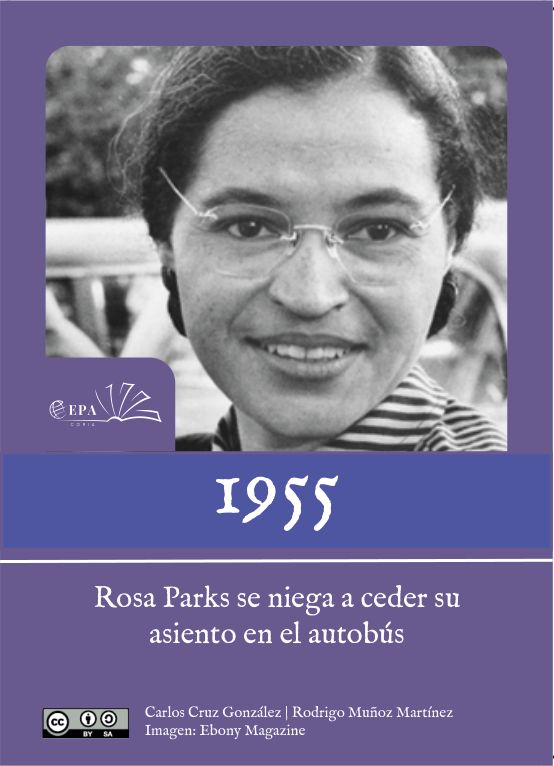 EPA
CORIA
1955
Rosa Parks se niega a ceder su
asiento en el autobús
Carlos Cruz González | Rodrigo Muñoz Martínez
Imagen: Ebony Magazine
cc BY SA